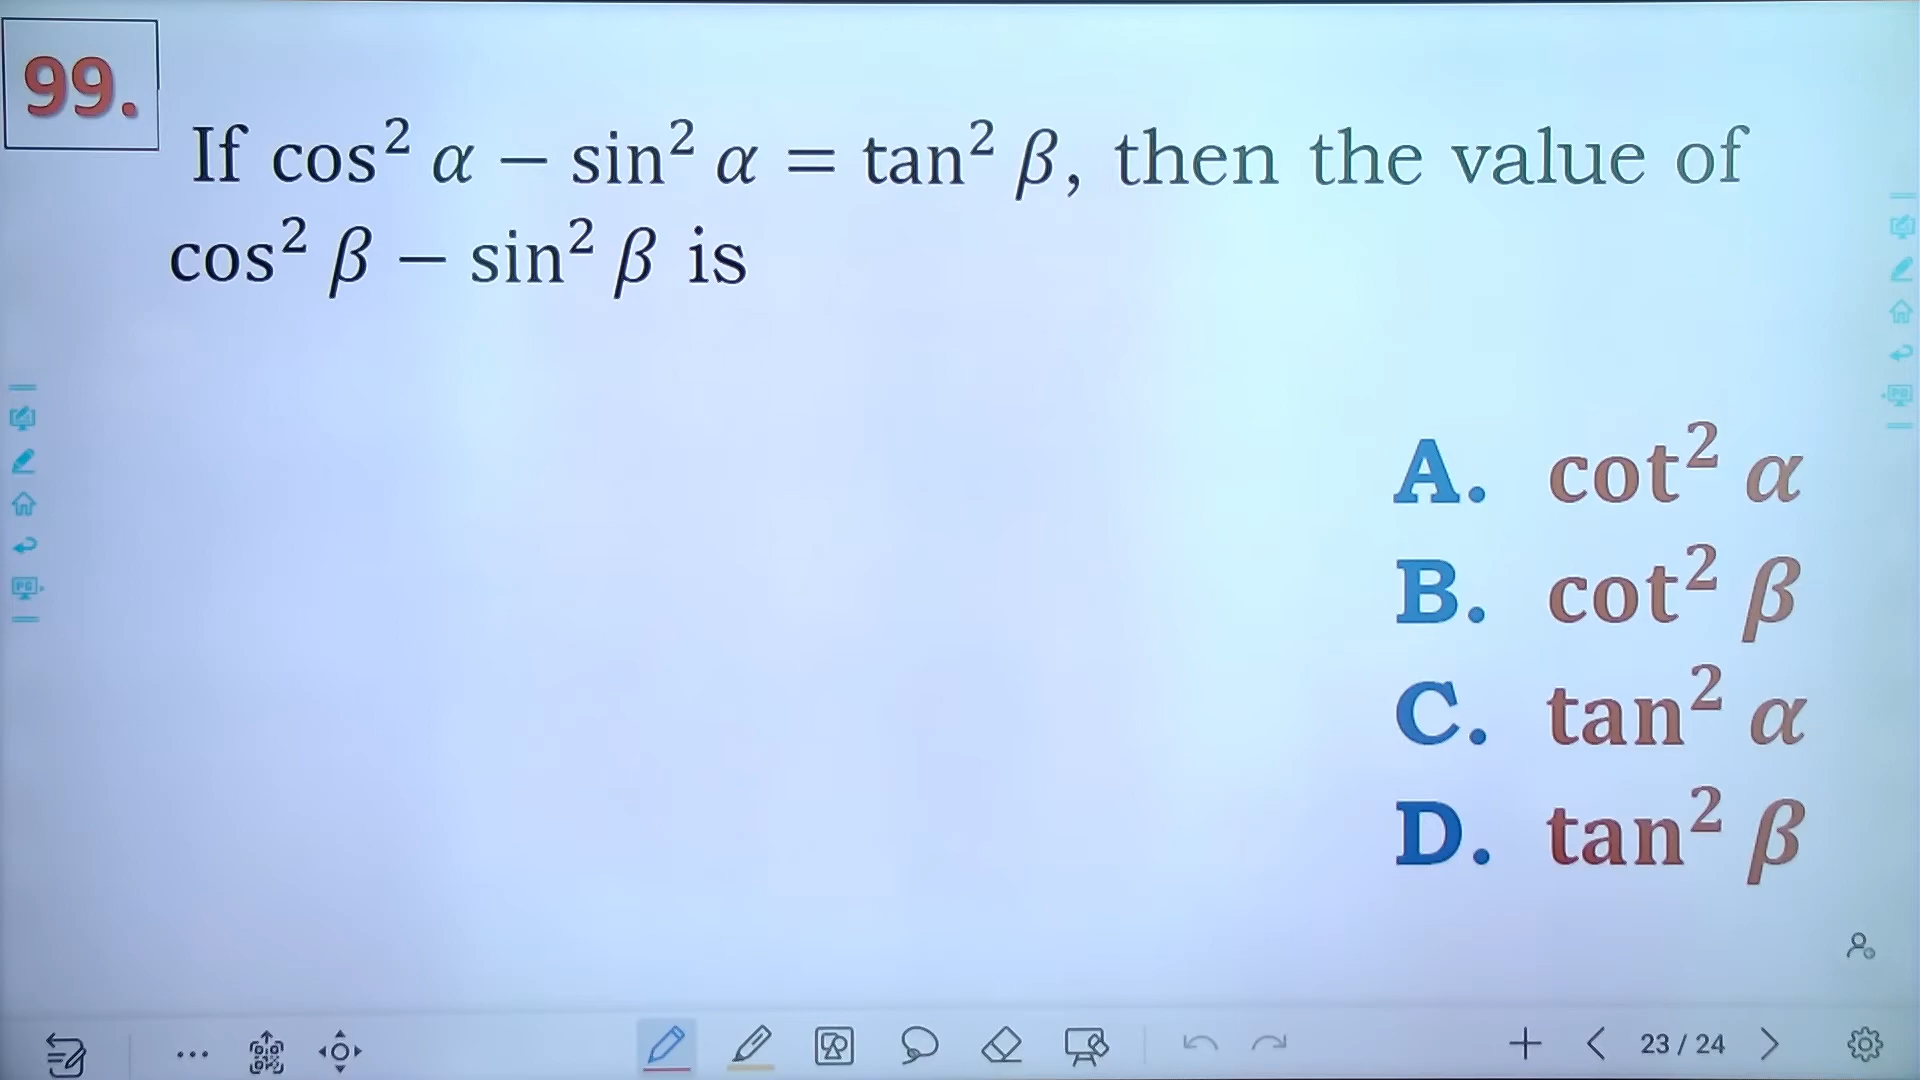 99.
If cos² α − sin² α = tan² β, then the value of
cos² β − sin² β is
A. cot² α
B. cot² β
C. tan² α
D. tan² β
23 / 24